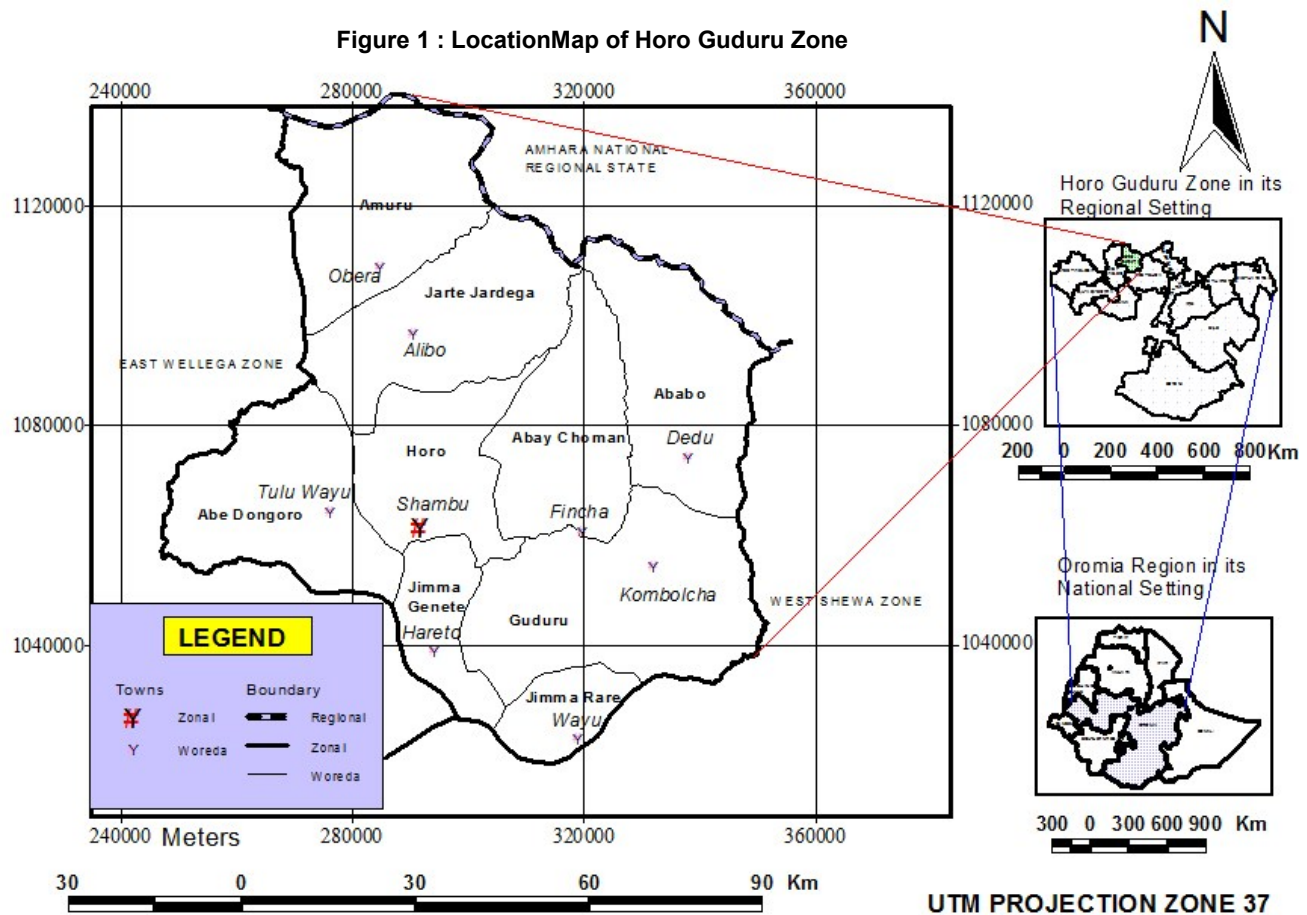 Figure 1 : LocationMap of Horo Guduru Zone
N
240000
280000
320000
360000
AMHARA NATIONAL
REGIONAL STATE
Horo Guduru Zone in its
Regional Setting
1120000
Amuru
1120000
Obera
Jarte Jardega
Alibo
EAST WELLEGA ZONE
Ababo
1080000
Abay Choman
Dedu
1080000
Horo
200 0 200 400 600 800Km
Tulu Wayu
Shambu
Fincha
Abe Dongoro
Oromia Region in its
National Setting
Jimma
Genete
Kombolcha
WEST SHEWA ZONE
Guduru
Hareto
1040000
1040000
LEGEND
Towns
Boundary
Zonal
Regional
Woreda
Zonal
Woreda
Jimma Rare
Wayu
240000
Meters
280000
320000
360000
300 0 300 600 900 Km
30 0 30 60 90 Km
UTM PROJECTION ZONE 37